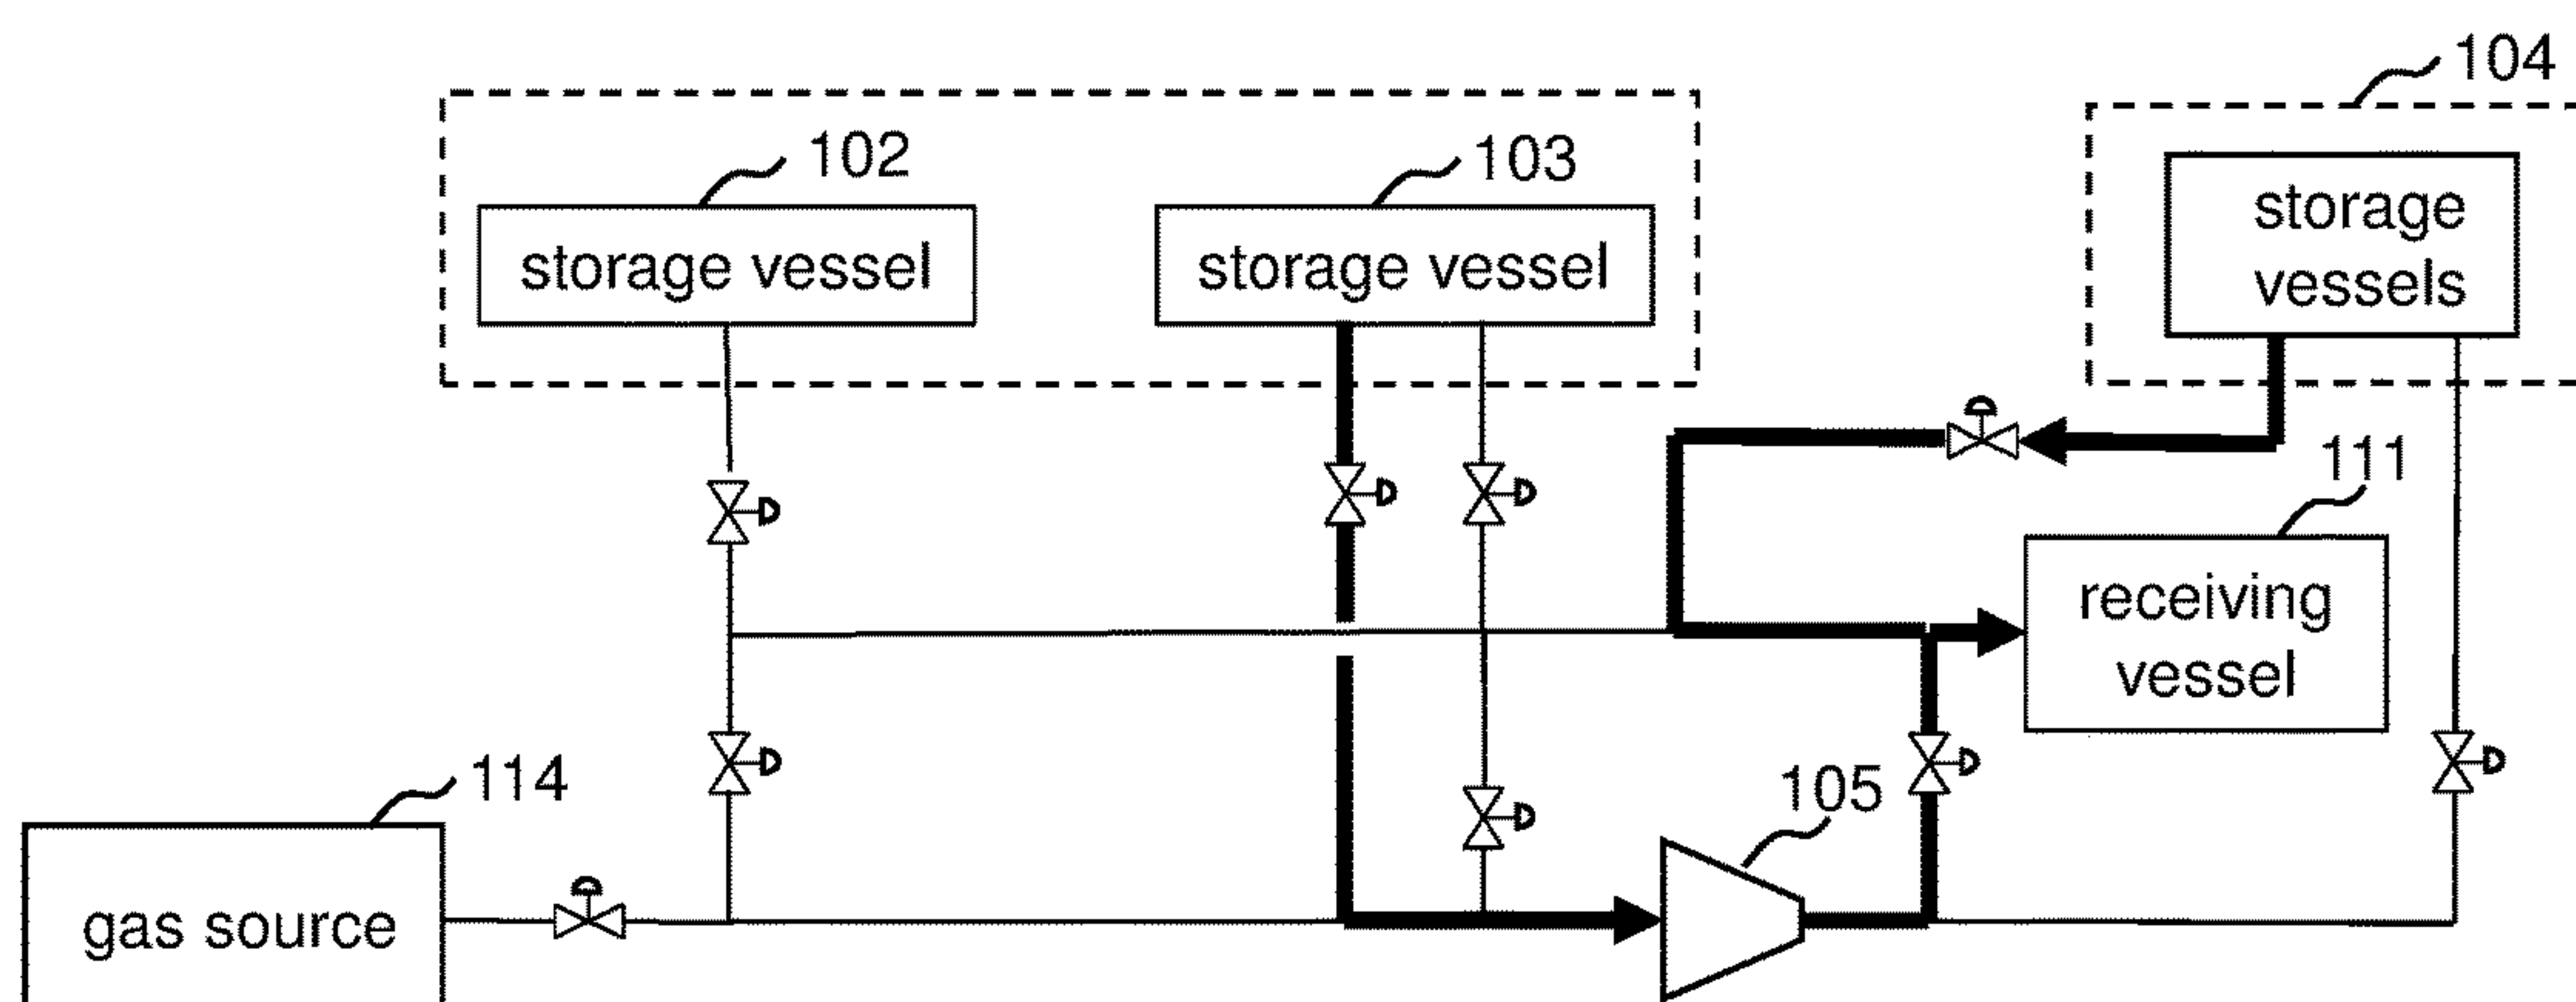 104
102
103
storage vessel
storage vessel
storage
vessels
111
receiving
vessel
114
105
gas source